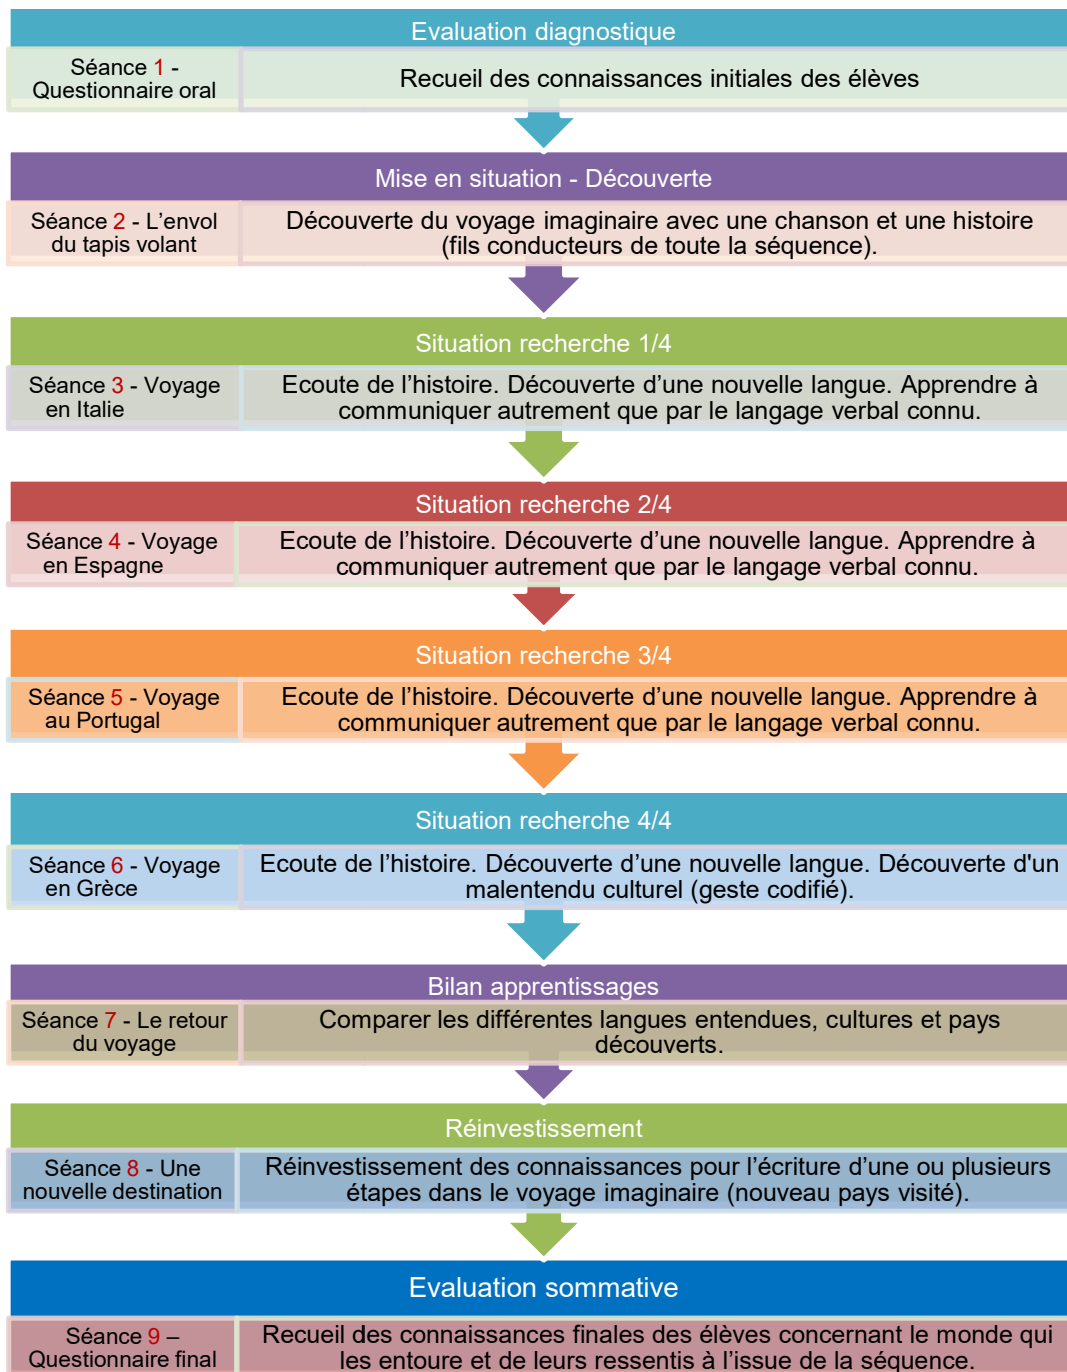 Evaluation diagnostique
Séance 1 -
Questionnaire oral
Recueil des connaissances initiales des élèves
Mise en situation - Découverte
Séance 2 - L’envol
du tapis volant
Découverte du voyage imaginaire avec une chanson et une histoire
(fils conducteurs de toute la séquence).
Situation recherche 1/4
Séance 3 - Voyage
en Italie
Ecoute de l’histoire. Découverte d’une nouvelle langue. Apprendre à
communiquer autrement que par le langage verbal connu.
Situation recherche 2/4
Séance 4 - Voyage
en Espagne
Ecoute de l’histoire. Découverte d’une nouvelle langue. Apprendre à
communiquer autrement que par le langage verbal connu.
Situation recherche 3/4
Séance 5 - Voyage
au Portugal
Ecoute de l’histoire. Découverte d’une nouvelle langue. Apprendre à
communiquer autrement que par le langage verbal connu.
Situation recherche 4/4
Séance 6 - Voyage
en Grèce
Ecoute de l’histoire. Découverte d’une nouvelle langue. Découverte d'un
malentendu culturel (geste codifié).
Bilan apprentissages
Séance 7 - Le retour
du voyage
Comparer les différentes langues entendues, cultures et pays
découverts.
Réinvestissement
Séance 8 - Une
nouvelle destination
Réinvestissement des connaissances pour l’écriture d’une ou plusieurs
étapes dans le voyage imaginaire (nouveau pays visité).
Evaluation sommative
Séance 9 –
Questionnaire final
Recueil des connaissances finales des élèves concernant le monde qui
les entoure et de leurs ressentis à l’issue de la séquence.